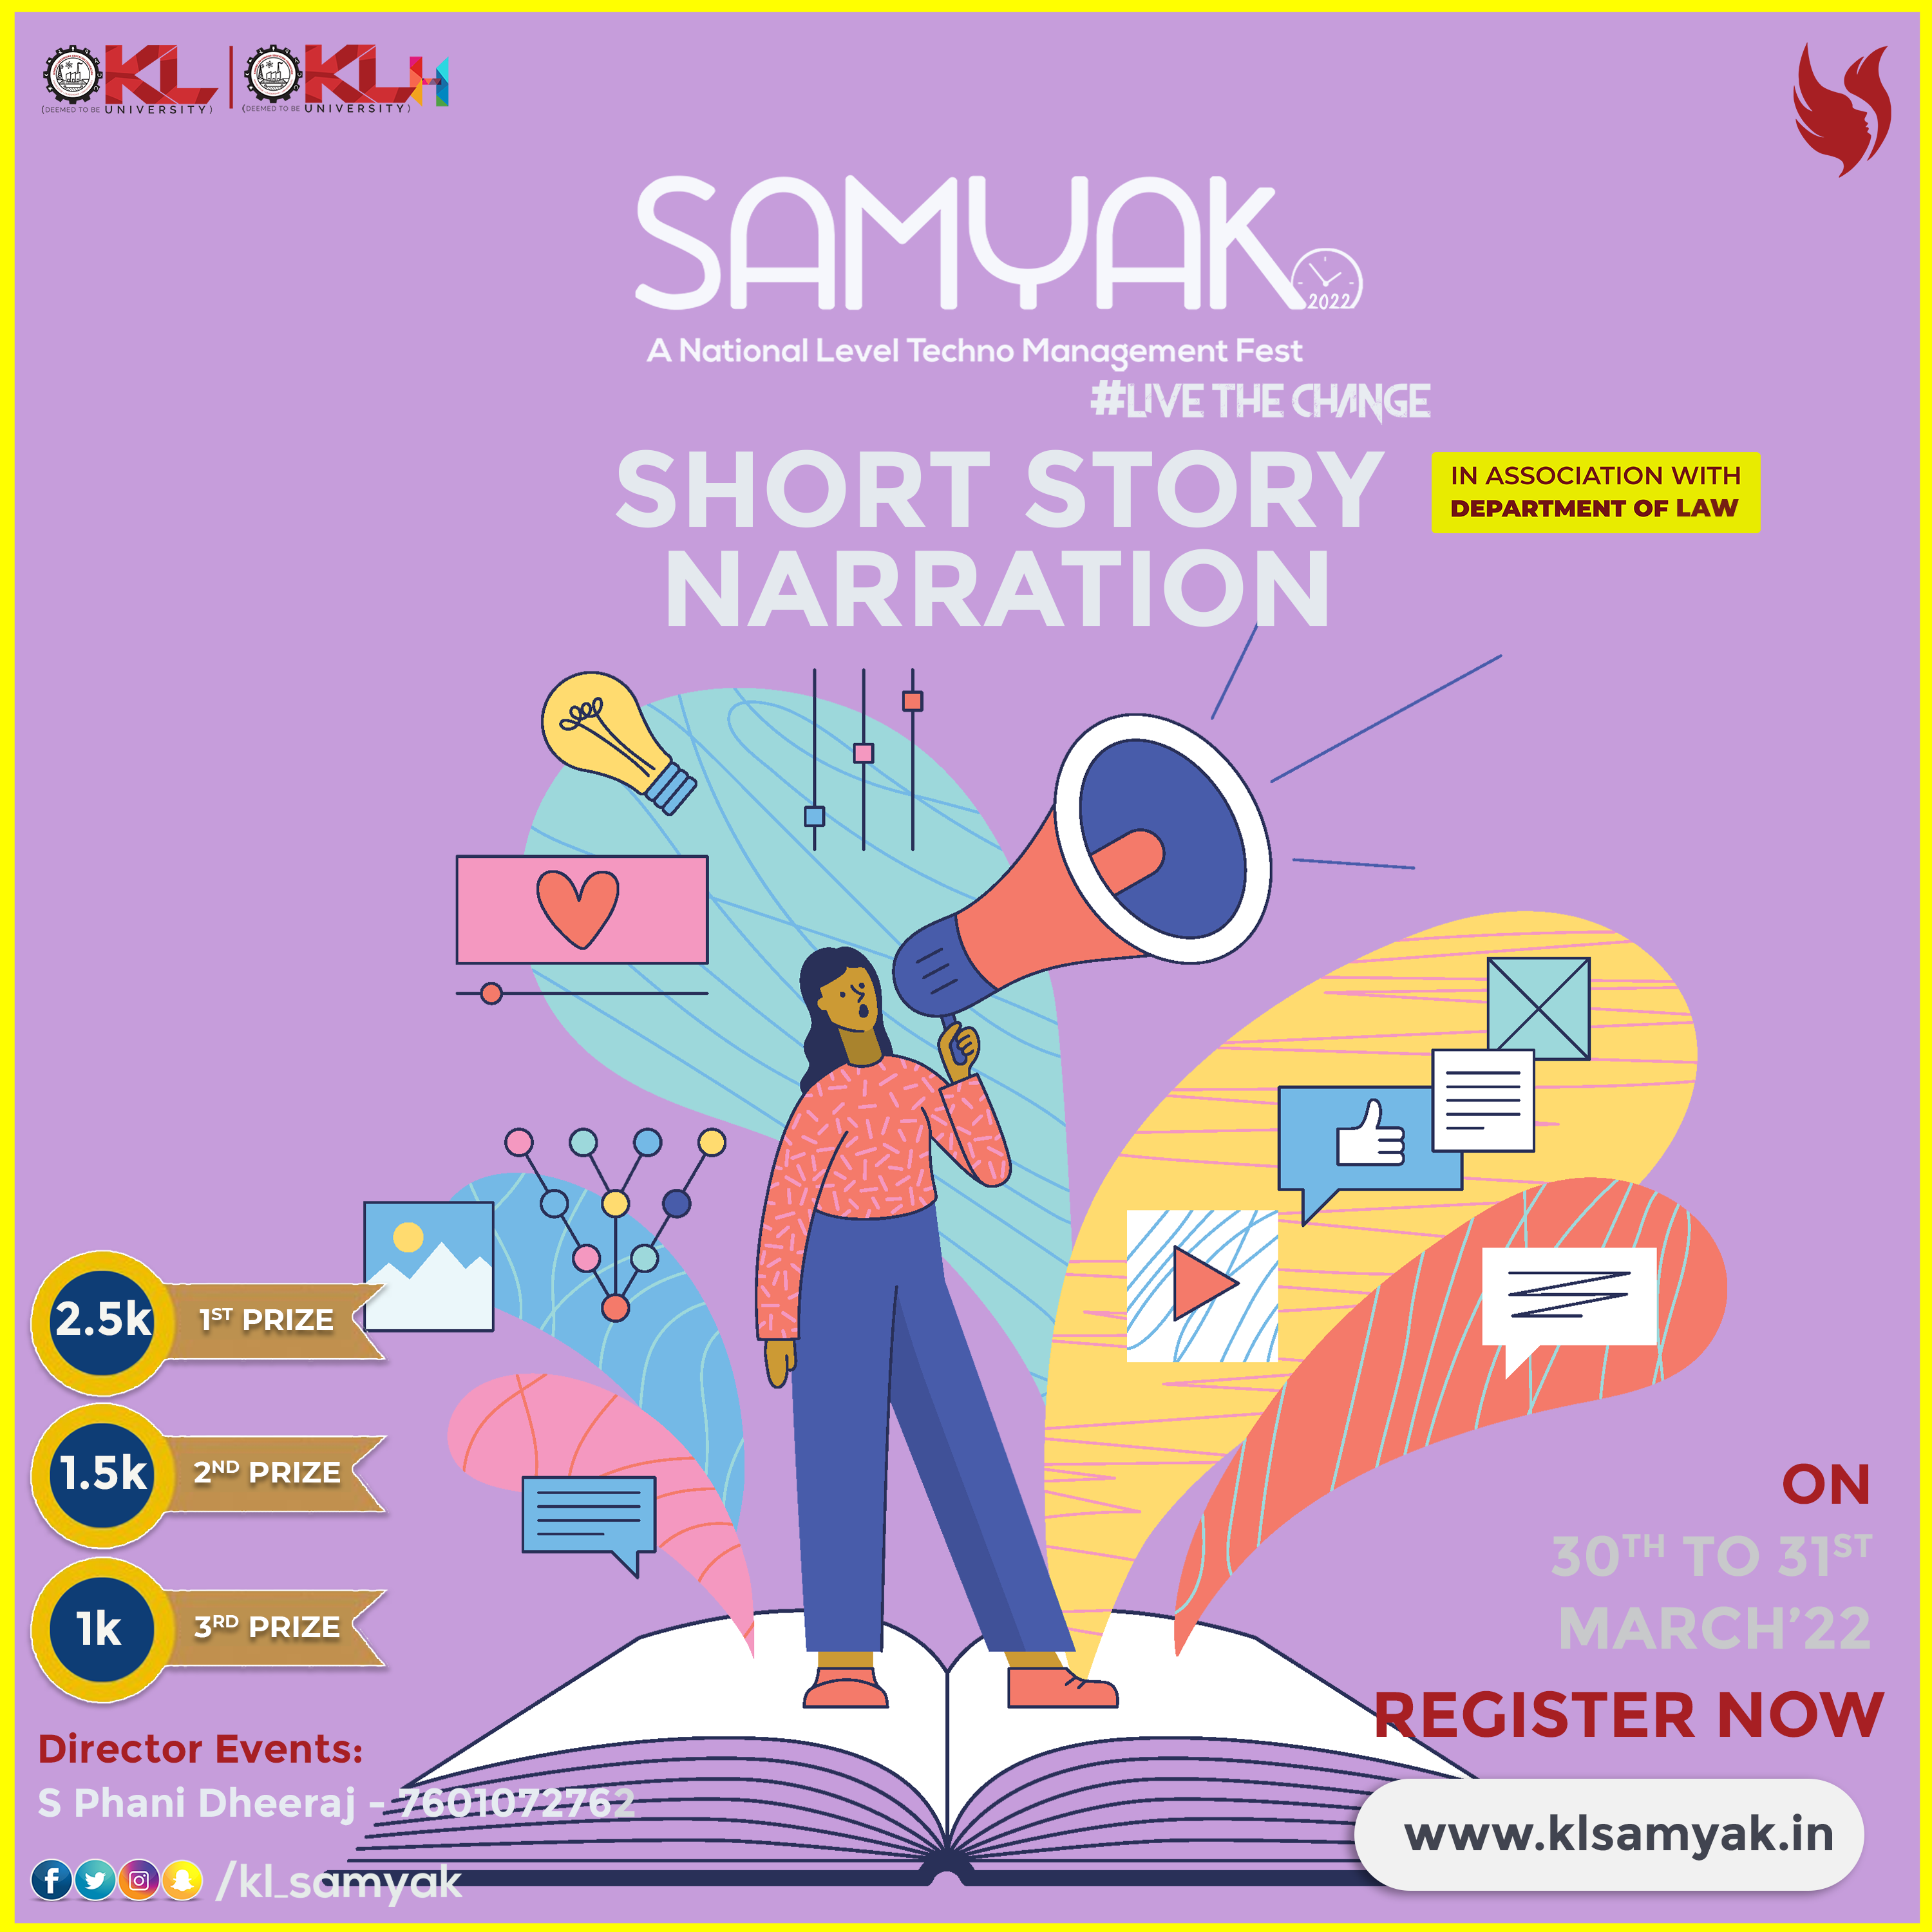 KL | KLH
(DEEMED TO BE UNIVERSITY) (DEEMED TO BE UNIVERSITY)
SAMYAK
2022
A National Level Techno Management Fest
#LIVE THE CHANGE
SHORT STORY
NARRATION
IN ASSOCIATION WITH
DEPARTMENT OF LAW
2.5k 1ST PRIZE
1.5k 2ND PRIZE
1k 3RD PRIZE
ON
30TH TO 31ST
MARCH'22
REGISTER NOW
www.klsamyak.in
Director Events:
S Phani Dheeraj - 7601072762
/kl_samyak